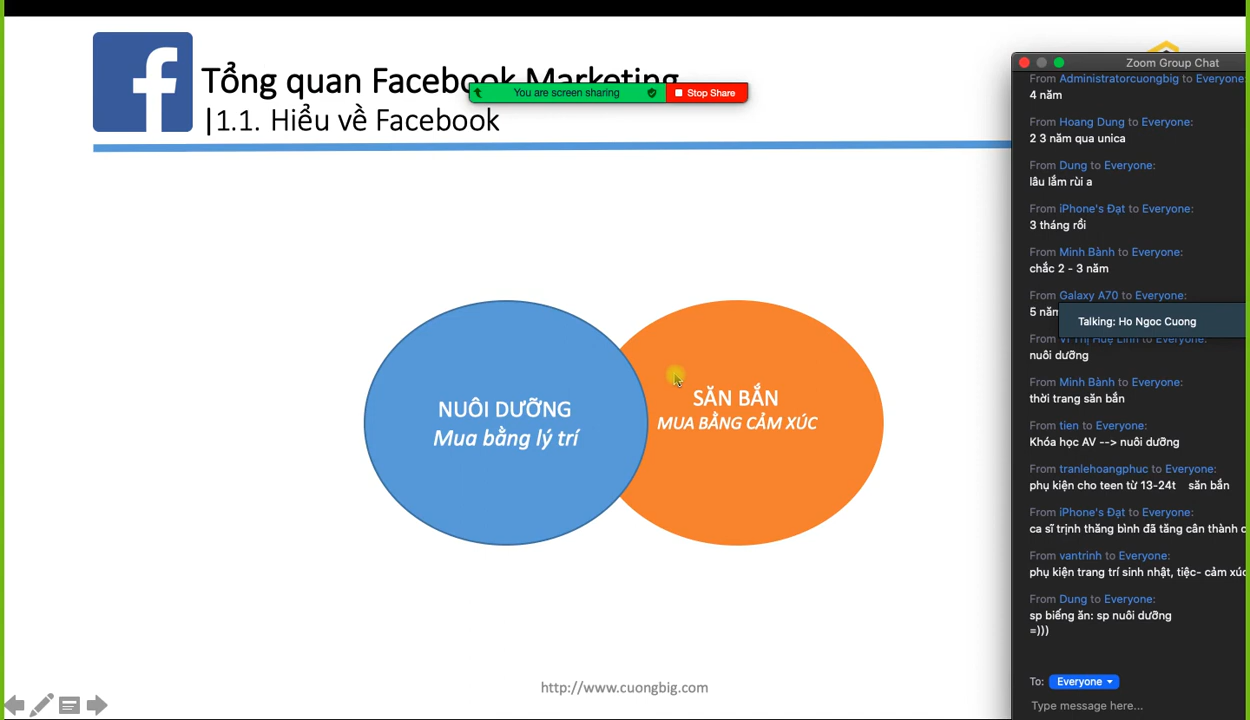 Tổng quan Facebook Marketing
|1.1. Hiểu về Facebook
You are screen sharing
Stop Share
NUÔI DƯỠNG
Mua bằng lý trí
SĂN BẮN
MUA BẰNG CẢM XÚC
http://www.cuongbig.com
Zoom Group Chat
From Administratorcuongbig to Everyone:
4 năm
From Hoang Dung to Everyone:
2 3 năm qua unica
From Dung to Everyone:
lâu lắm rùi a
From iPhone's Đạt to Everyone:
3 tháng rồi
From Minh Bành to Everyone:
chắc 2 - 3 năm
From Galaxy A70 to Everyone:
5 năm
Talking: Ho Ngoc Cuong
From Vi Thị Huệ Linh to Everyone:
nuôi dưỡng
From Minh Bành to Everyone:
thời trang săn bắn
From tien to Everyone:
Khóa học AV --> nuôi dưỡng
From tranlehoangphuc to Everyone:
phụ kiện cho teen từ 13-24t săn bắn
From iPhone's Đạt to Everyone:
ca sĩ trịnh thăng bình đã tăng cân thành c
From vantrinh to Everyone:
phụ kiện trang trí sinh nhật, tiệc- cảm xúc
From Dung to Everyone:
sp biếng ăn: sp nuôi dưỡng
=)))
To: Everyone
Type message here...